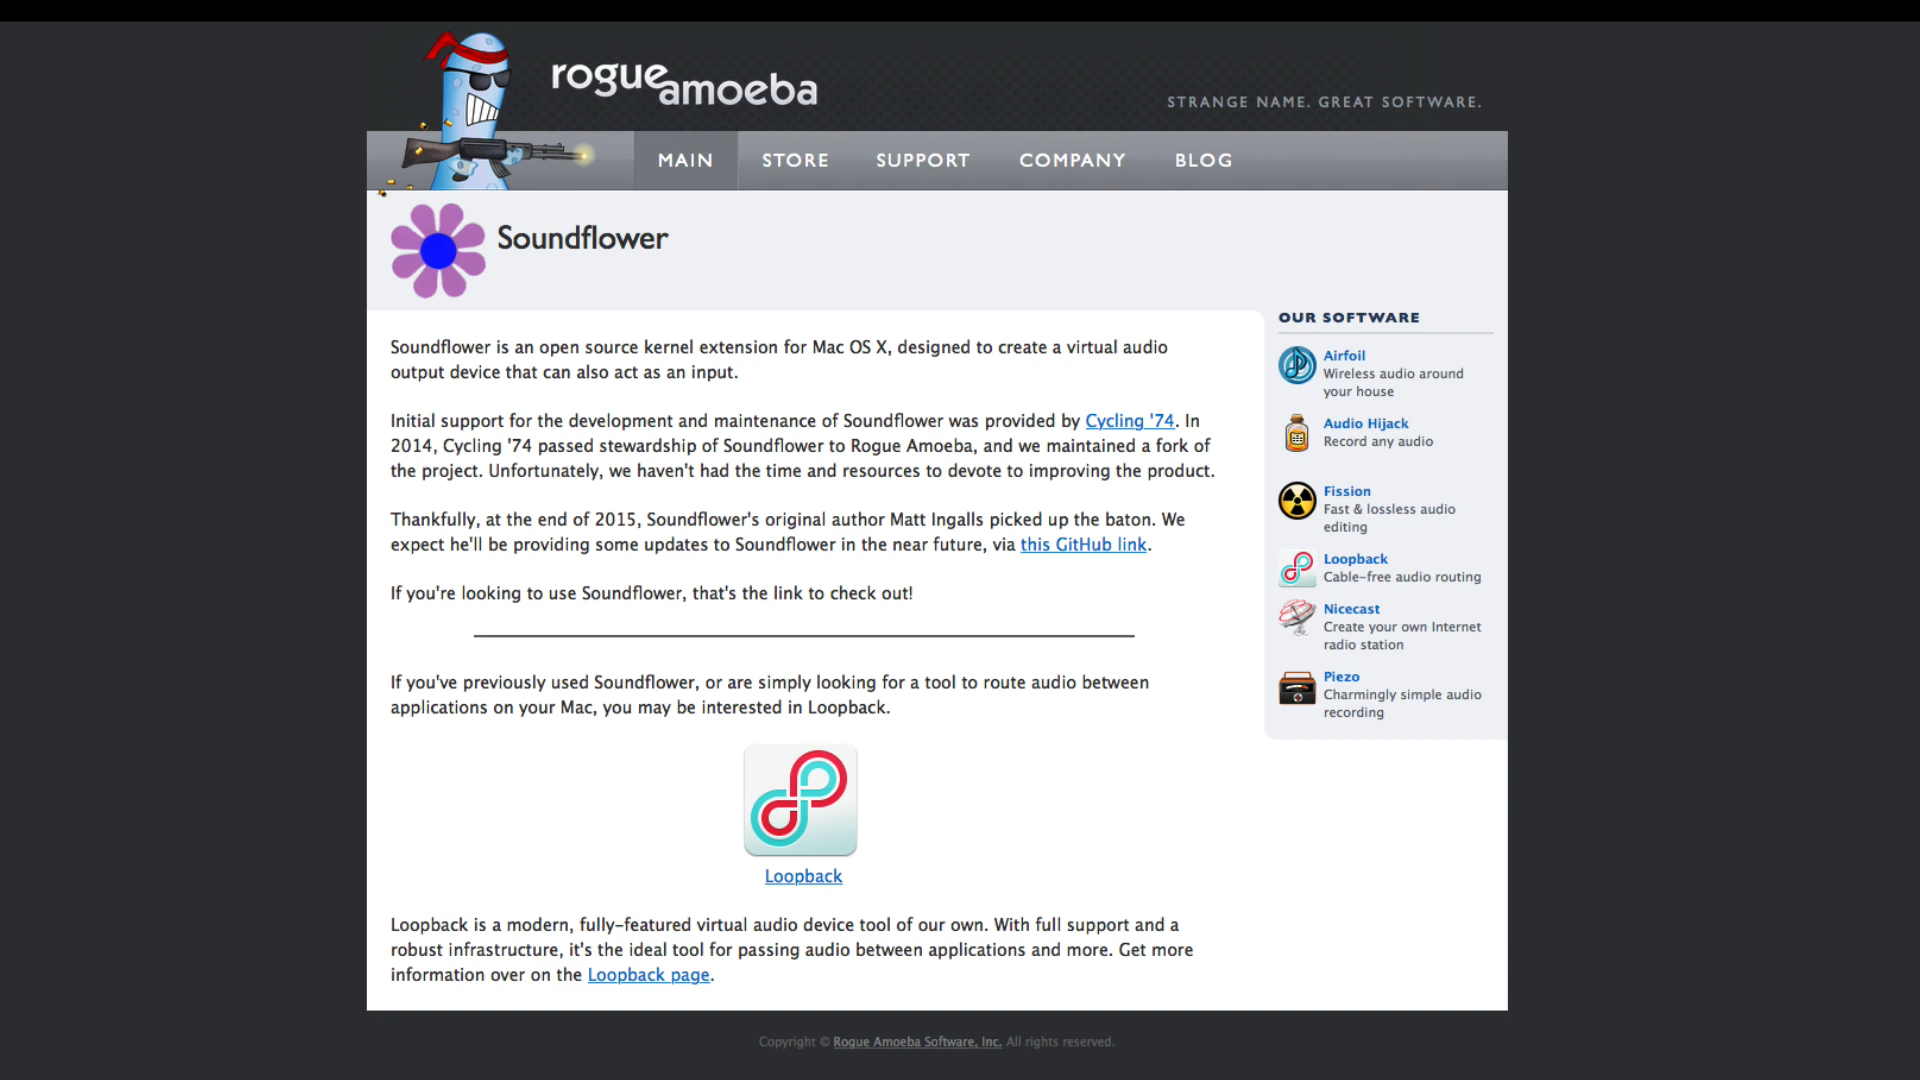 rogue amoeba
STRANGE NAME. GREAT SOFTWARE.
MAIN STORE SUPPORT COMPANY BLOG
Soundflower
Soundflower is an open source kernel extension for Mac OS X, designed to create a virtual audio
output device that can also act as an input.
Initial support for the development and maintenance of Soundflower was provided by Cycling '74. In
2014, Cycling '74 passed stewardship of Soundflower to Rogue Amoeba, and we maintained a fork of
the project. Unfortunately, we haven't had the time and resources to devote to improving the product.
Thankfully, at the end of 2015, Soundflower's original author Matt Ingalls picked up the baton. We
expect he'll be providing some updates to Soundflower in the near future, via this GitHub link.
If you're looking to use Soundflower, that's the link to check out!
If you've previously used Soundflower, or are simply looking for a tool to route audio between
applications on your Mac, you may be interested in Loopback.
Loopback
Loopback is a modern, fully-featured virtual audio device tool of our own. With full support and a
robust infrastructure, it's the ideal tool for passing audio between applications and more. Get more
information over on the Loopback page.
OUR SOFTWARE
Airfoil
Wireless audio around
your house
Audio Hijack
Record any audio
Fission
Fast & lossless audio
editing
Loopback
Cable-free audio routing
Nicecast
Create your own Internet
radio station
Piezo
Charmingly simple audio
recording
Copyright © Rogue Amoeba Software, Inc. All rights reserved.